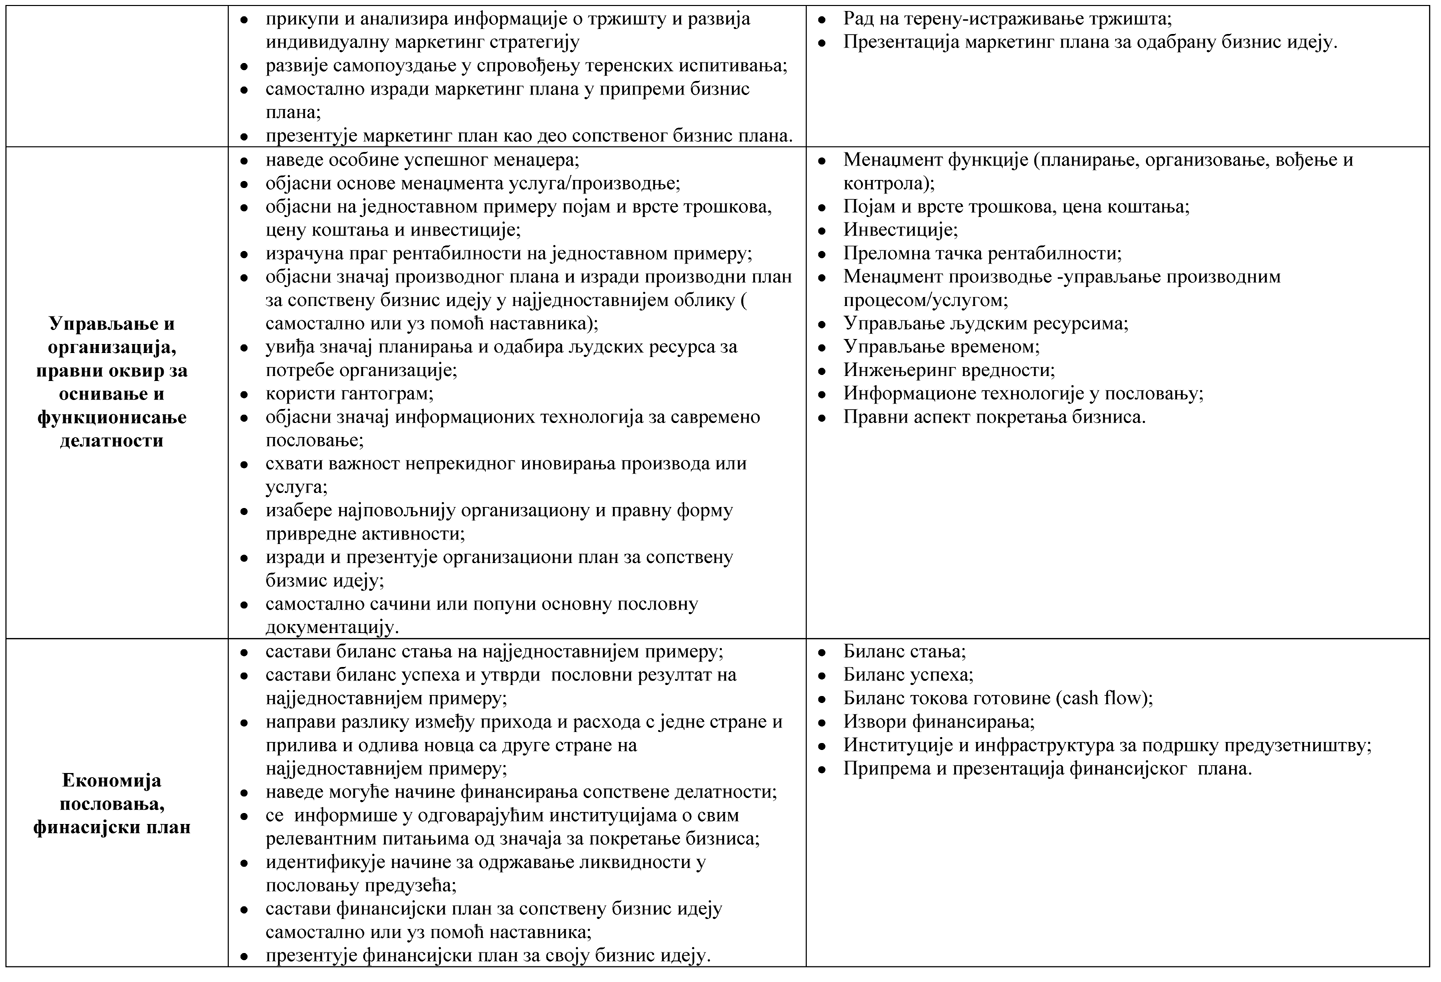 • прикупи и анализира информације о тржишту и развија
индивидуалну маркетинг стратегију
• развије самопоуздање у спровођењу теренских испитивања;
• самостално изради маркетинг плана у припреми бизнис
плана;
• презентује маркетинг план као део сопственог бизнис плана.
• Рад на терену-истраживање тржишта;
• Презентација маркетинг плана за одабрану бизнис идеју.
Управљање и
организација,
правни оквир за
оснивање и
функционисање
делатности
• наведе особине успешног менаџера;
• објасни основе менаџмента услуга/производње;
• објасни на једноставном примеру појам и врсте трошкова,
цену коштања и инвестиције;
• израчуна праг рентабилности на једноставном примеру;
• објасни значај производног плана и изради производни план
за сопствену бизнис идеју у најједноставнијем облику (
самостално или уз помоћ наставника);
• увиђа значај планирања и одабира људских ресурса за
потребе организације;
• користи гантограм;
• објасни значај информационих технологија за савремено
пословање;
• схвати важност непрекидног иновирања производа или
услуга;
• изабере најповољнију организациону и правну форму
привредне активности;
• изради и презентује организациони план за сопствену
бизмис идеју;
• самостално сачини или попуни основну пословну
документацију.
• Менаџмент функције (планирање, организовање, вођење и
контрола);
• Појам и врсте трошкова, цена коштања;
• Инвестиције;
• Преломна тачка рентабилности;
• Менаџмент производње -управљање производним
процесом/услугом;
• Управљање људским ресурсима;
• Управљање временом;
• Инжењеринг вредности;
• Информационе технологије у пословању;
• Правни аспект покретања бизниса.
Економија
пословања,
финасијски план
• састави биланс стања на најједноставнијем примеру;
• састави биланс успеха и утврди  пословни резултат на
најједноставнијем примеру;
• направи разлику између прихода и расхода с једне стране и
прилива и одлива новца са друге стране на
најједноставнијем примеру;
• наведе могуће начине финансирања сопствене делатности;
• се  информише у одговарајућим институцијама о свим
релевантним питањима од значаја за покретање бизниса;
• идентификује начине за одржавање ликвидности у
пословању предузећа;
• састави финансијски план за сопствену бизнис идеју
самостално или уз помоћ наставника;
• презентује финансијски план за своју бизнис идеју.
• Биланс стања;
• Биланс успеха;
• Биланс токова готовине (cash flow);
• Извори финансирања;
• Институције и инфраструктура за подршку предузетништву;
• Припрема и презентација финансијског  плана.